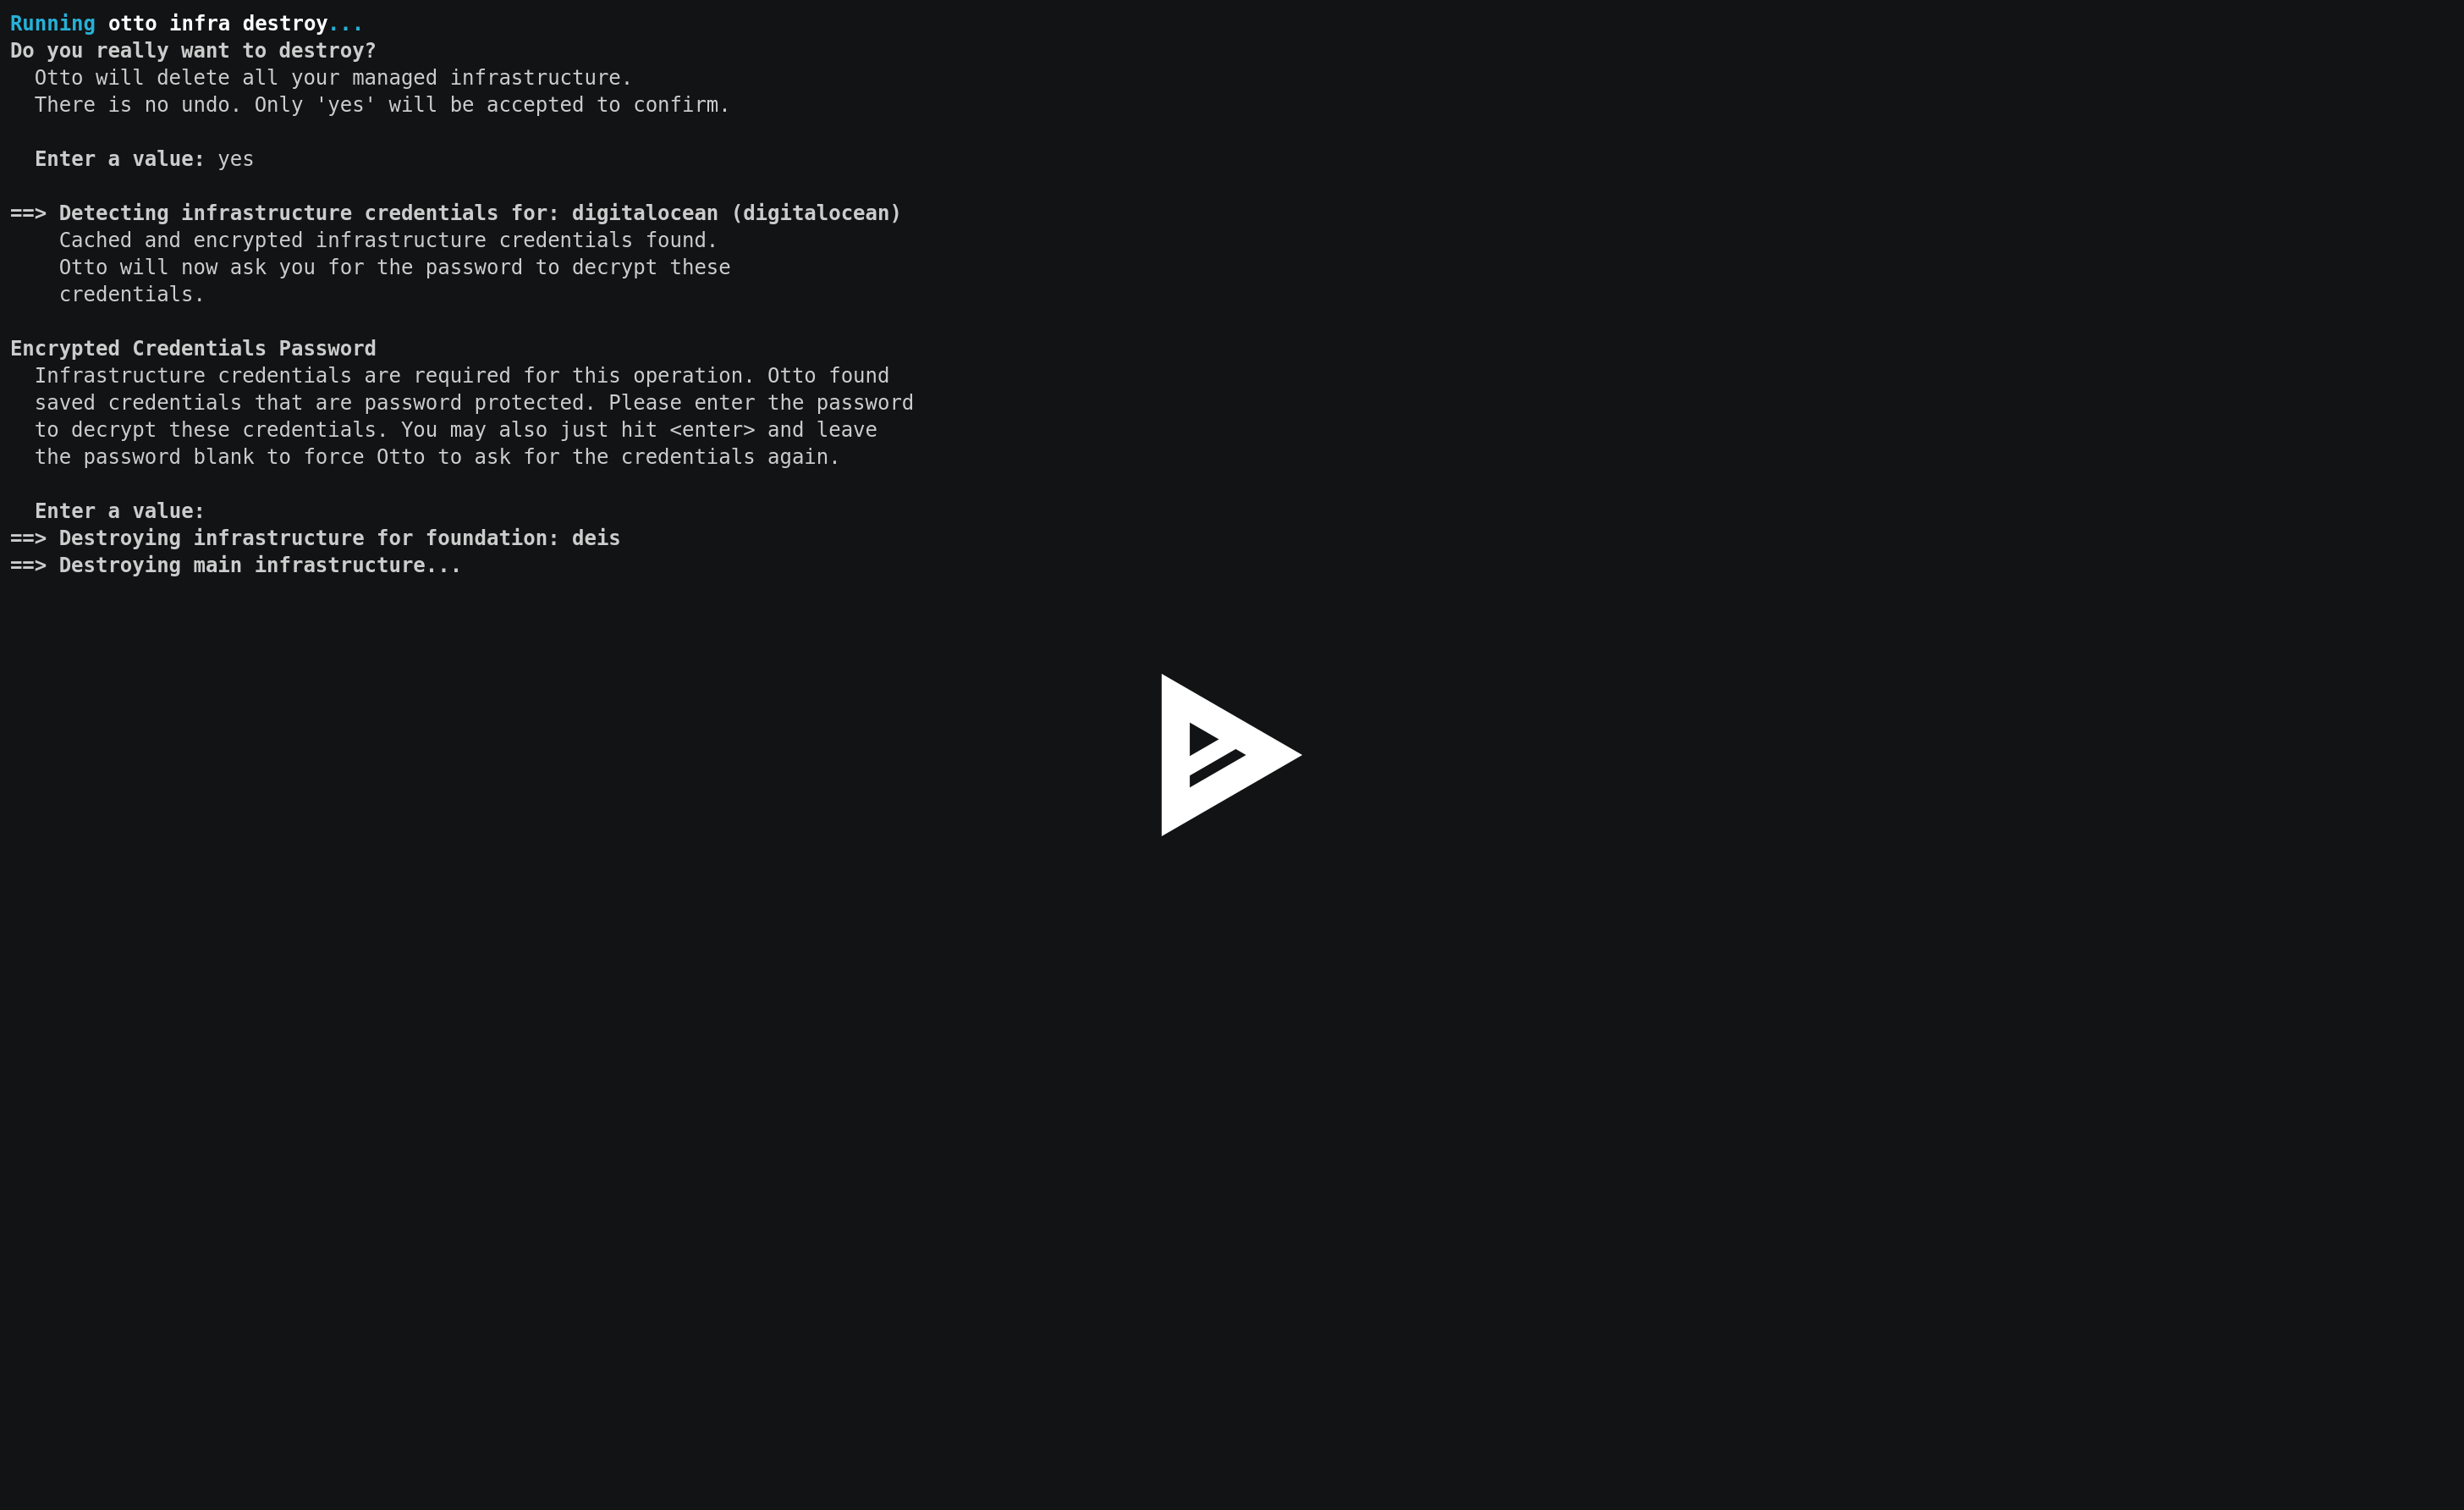 Running otto infra destroy...
Do you really want to destroy?
  Otto will delete all your managed infrastructure.
  There is no undo. Only 'yes' will be accepted to confirm.

  Enter a value: yes

==> Detecting infrastructure credentials for: digitalocean (digitalocean)
    Cached and encrypted infrastructure credentials found.
    Otto will now ask you for the password to decrypt these
    credentials.

Encrypted Credentials Password
  Infrastructure credentials are required for this operation. Otto found
  saved credentials that are password protected. Please enter the password
  to decrypt these credentials. You may also just hit <enter> and leave
  the password blank to force Otto to ask for the credentials again.

  Enter a value:
==> Destroying infrastructure for foundation: deis
==> Destroying main infrastructure...